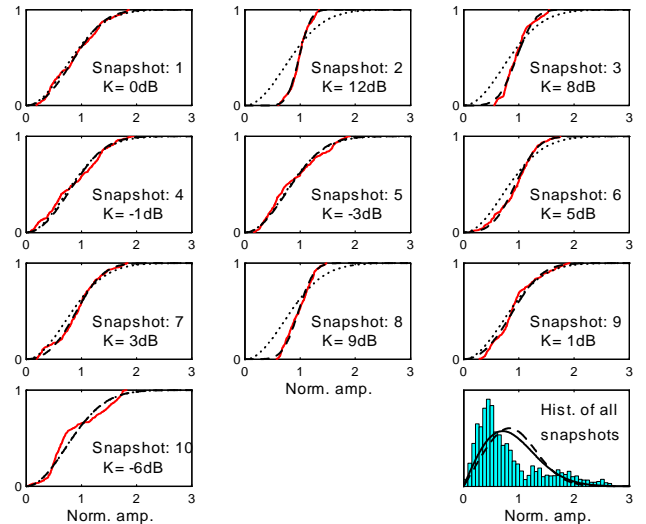 1
0
0 1 2 3
Snapshot: 1
K= 0dB
1
0
0 1 2 3
Snapshot: 2
K= 12dB
1
0
0 1 2 3
Snapshot: 3
K= 8dB
1
0
0 1 2 3
Snapshot: 4
K= -1dB
1
0
0 1 2 3
Snapshot: 5
K= -3dB
1
0
0 1 2 3
Snapshot: 6
K= 5dB
1
0
0 1 2 3
Snapshot: 7
K= 3dB
1
0
0 1 2 3
Norm. amp.
Snapshot: 8
K= 9dB
1
0
0 1 2 3
Snapshot: 9
K= 1dB
1
0
0 1 2 3
Norm. amp.
Snapshot: 10
K= -6dB
0 1 2 3
Norm. amp.
Hist. of all
snapshots